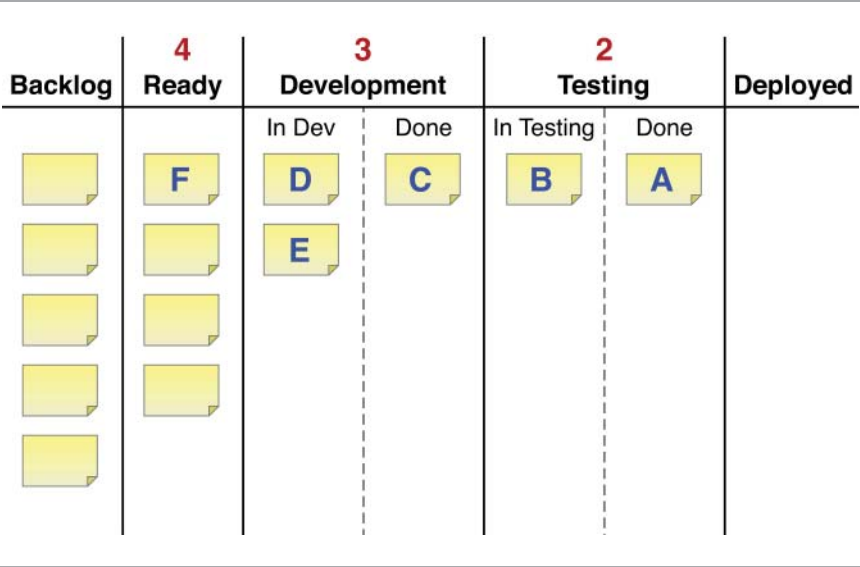 4 3 2
Backlog Ready Development Testing Deployed
In Dev Done In Testing Done
F D C B A
E